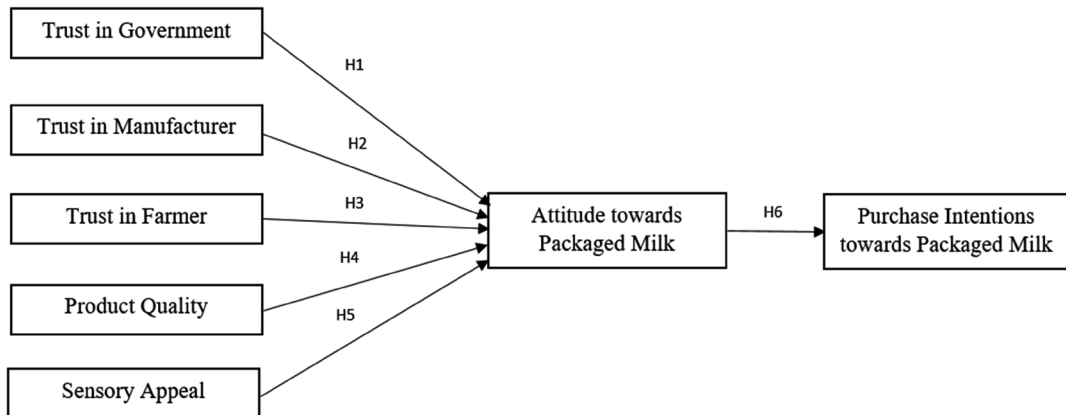 Trust in Government
H1
Trust in Manufacturer
H2
Trust in Farmer
H3
Attitude towards
Packaged Milk
H6
Purchase Intentions
towards Packaged Milk
H4
Product Quality
H5
Sensory Appeal